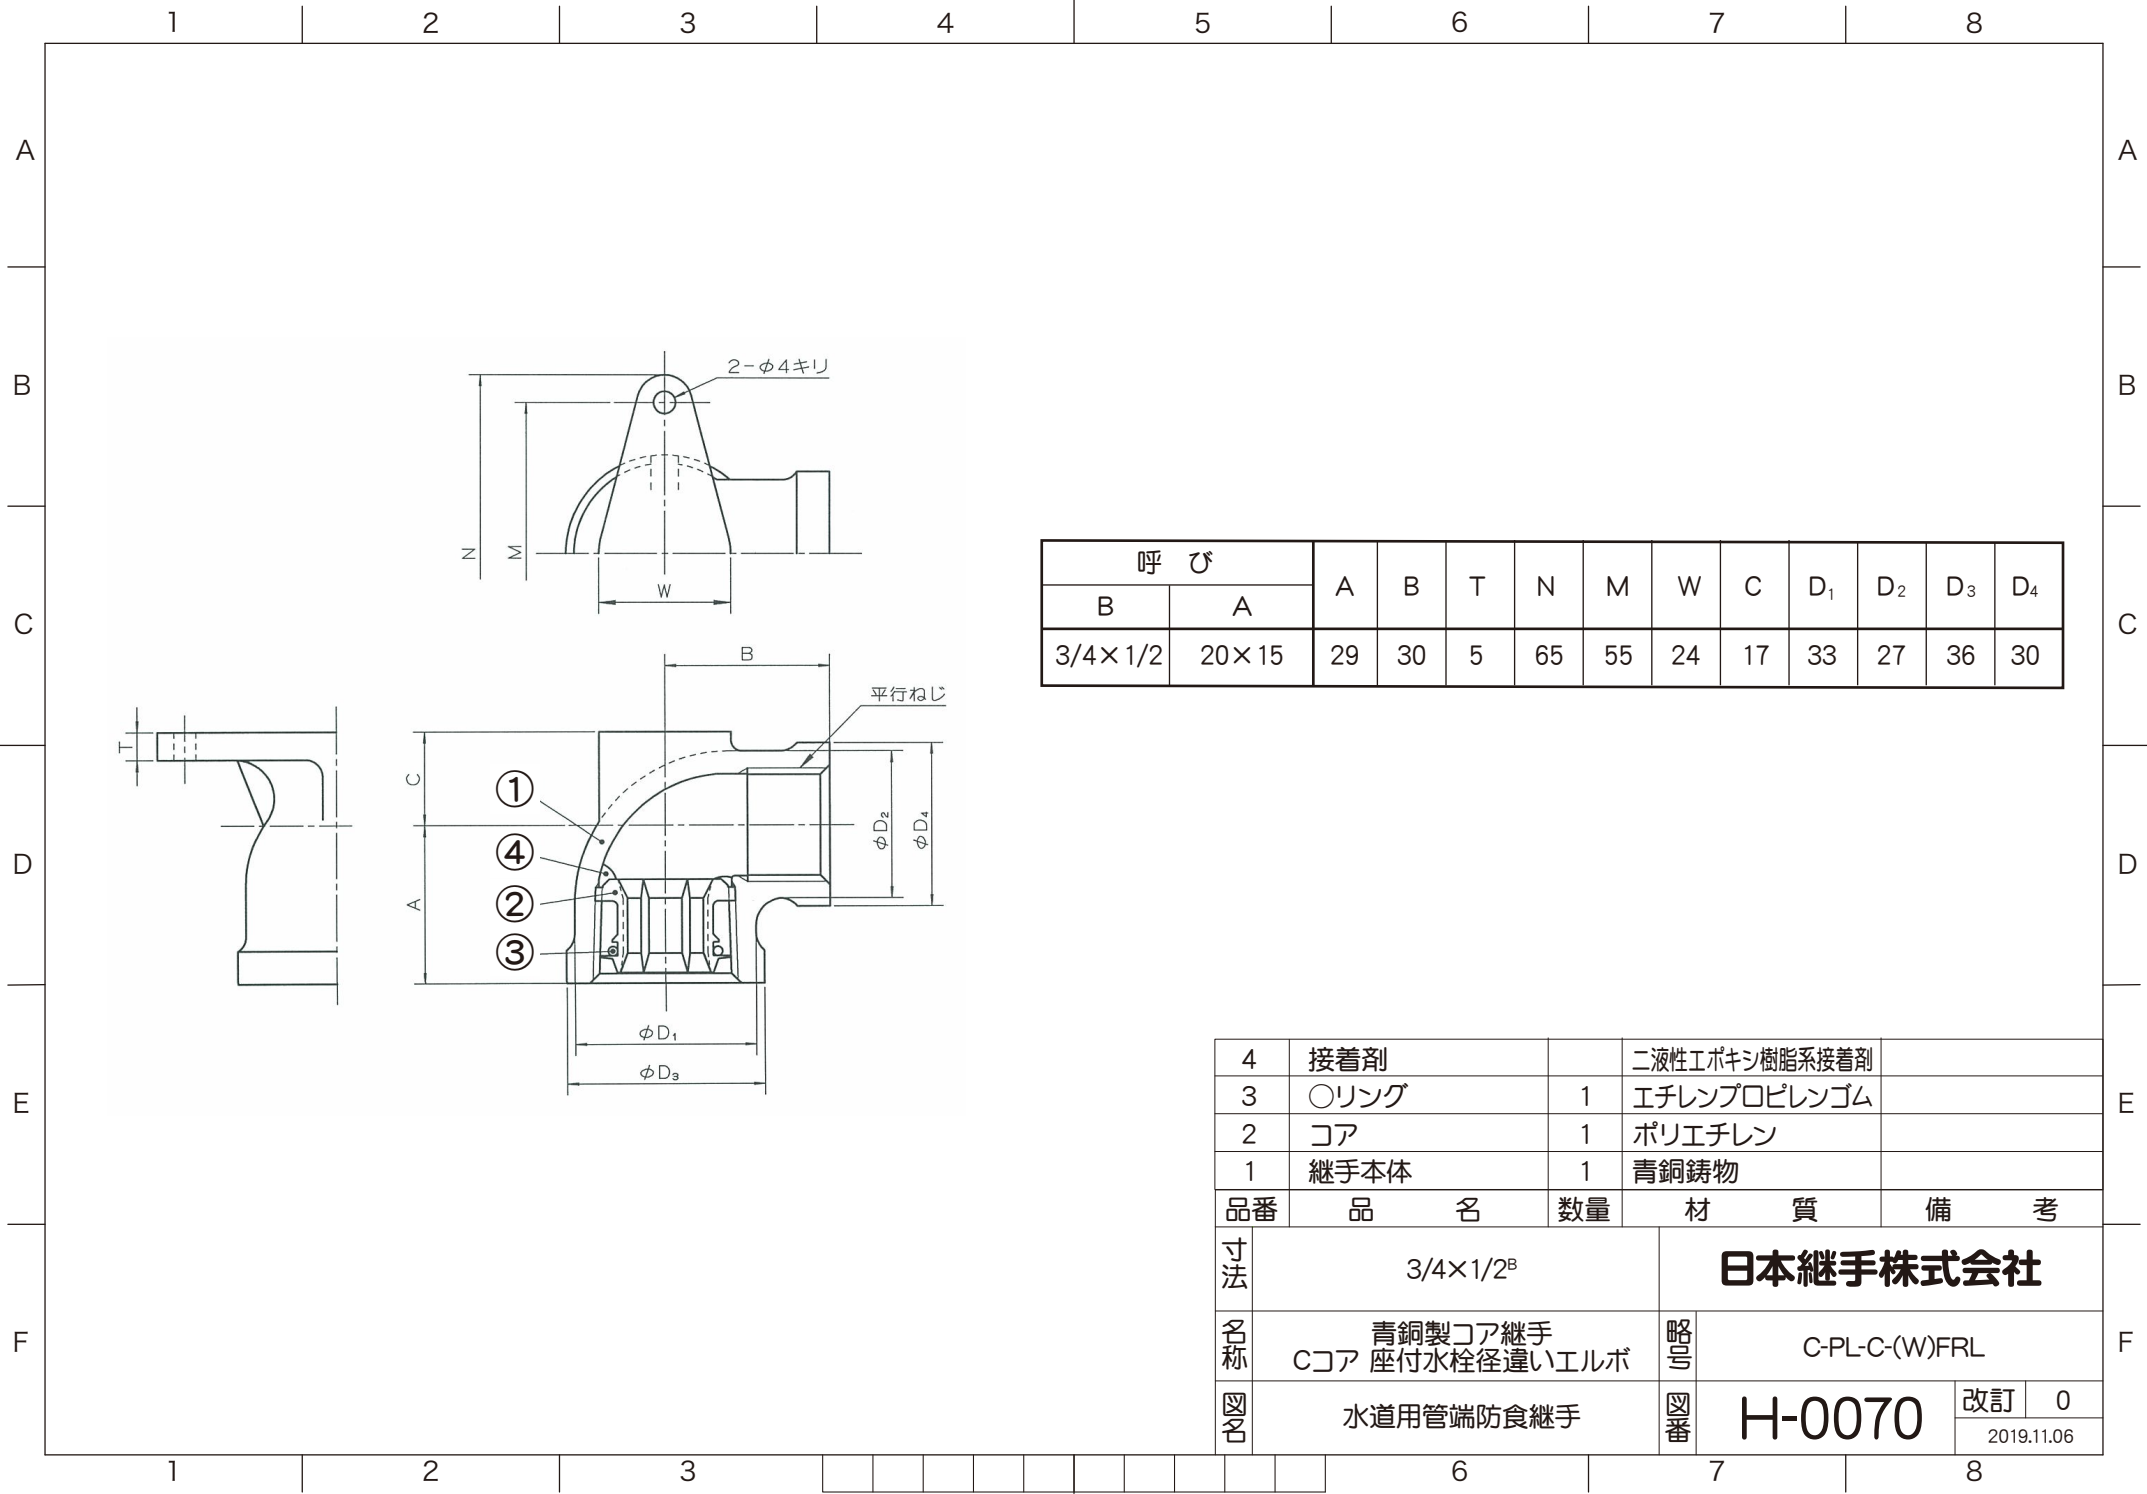 1 2 3 4 5 6 7 8
A A
B B
C C
D D
E E
F F
2-φ4キリ
N
M
W
B
平行ねじ
T
C
A
①
④
②
③
φD₂
φD₄
φD₁
φD₃
呼 び A B T N M W C D₁ D₂ D₃ D₄
B A
3/4×1/2 20×15 29 30 5 65 55 24 17 33 27 36 30
4 接着剤 二液性エポキシ樹脂系接着剤
3 ○リング 1 エチレンプロピレンゴム
2 コア 1 ポリエチレン
1 継手本体 1 青銅鋳物
品番 品 名 数量 材 質 備 考
寸法 3/4×1/2ᴮ 日本継手株式会社
名称 青銅製コア継手
Cコア 座付水栓径違いエルボ
略号 C-PL-C-(W)FRL
図名 水道用管端防食継手
図番 H-0070 改訂 0
2019.11.06
1 2 3 6 7 8